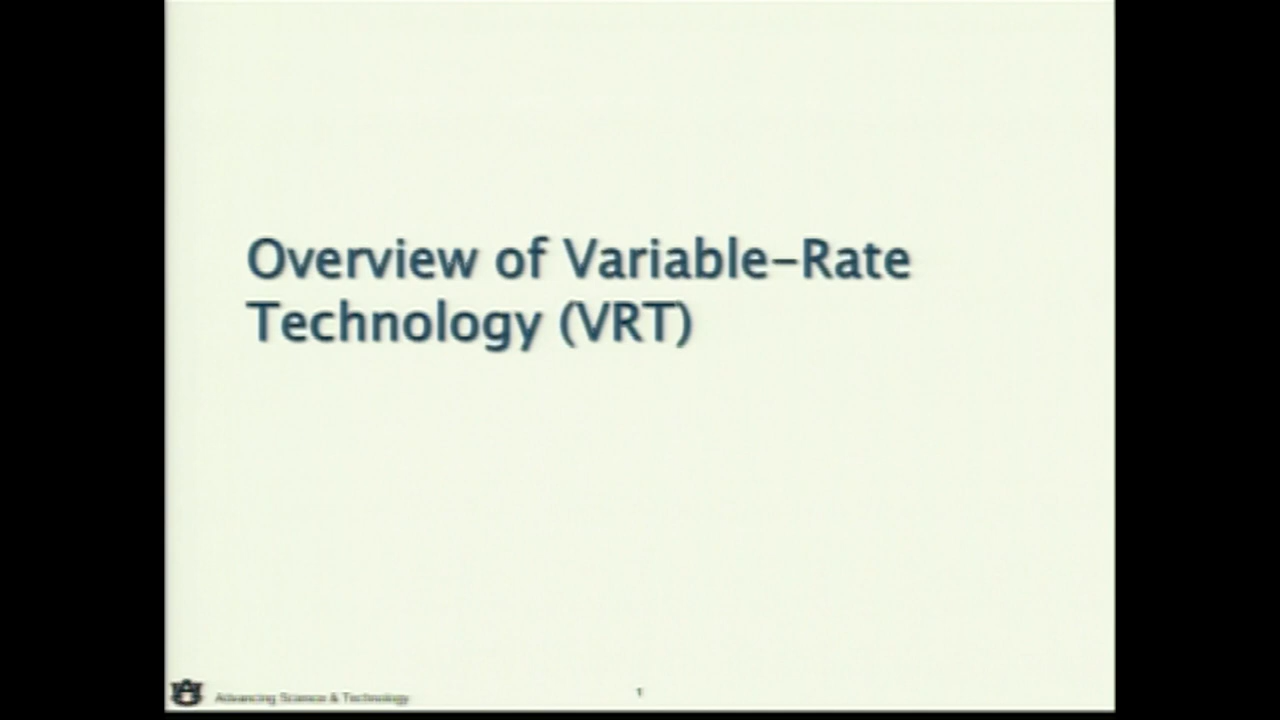 Overview of Variable-Rate
Technology (VRT)
Advancing Science & Technology
1